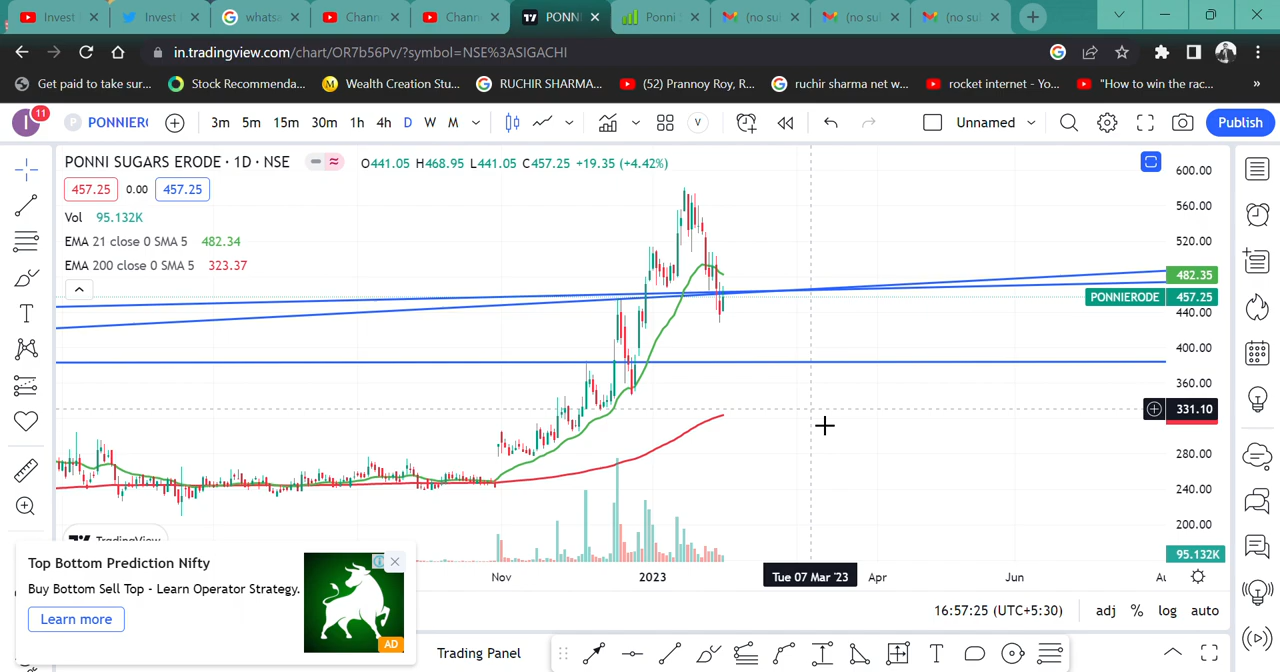 Invest
Invest
whats
Chann
Chann
PONN
Ponni
(no su
(no su
(no su
in.tradingview.com/chart/OR7b56Pv/?symbol=NSE%3ASIGACHI
Get paid to take sur...
Stock Recommenda...
Wealth Creation Stu...
RUCHIR SHARMA...
(52) Prannoy Roy, R...
ruchir sharma net w...
rocket internet - Yo...
"How to win the rac...
»
I
11
P
PONNIER
3m
5m
15m
30m
1h
4h
D
W
M
V
Unnamed
Publish
PONNI SUGARS ERODE · 1D · NSE
O441.05 H468.95 L441.05 C457.25 +19.35 (+4.42%)
457.25 0.00 457.25
Vol 95.132K
EMA 21 close 0 SMA 5 482.34
EMA 200 close 0 SMA 5 323.37
600.00
560.00
520.00
482.35
PONNIERODE 457.25
440.00
400.00
360.00
331.10
280.00
240.00
200.00
95.132K
TradingView
Nov
2023
Tue 07 Mar '23
Apr
Jun
Top Bottom Prediction Nifty
Buy Bottom Sell Top - Learn Operator Strategy.
Learn more
AD
16:57:25 (UTC+5:30)
adj
%
log
auto
Trading Panel